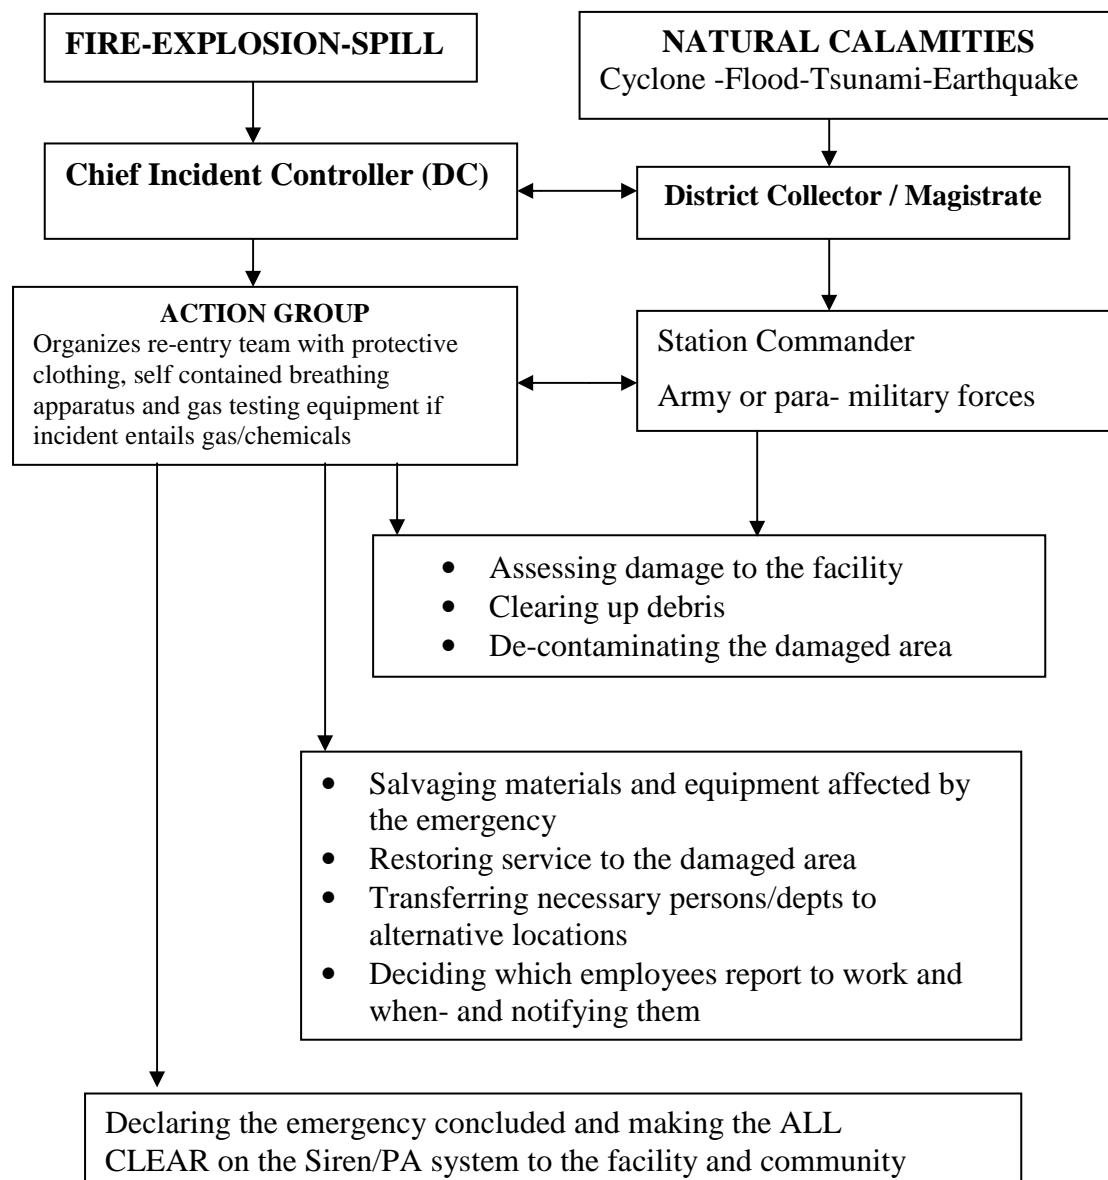 FIRE-EXPLOSION-SPILL
NATURAL CALAMITIES
Cyclone -Flood-Tsunami-Earthquake
Chief Incident Controller (DC)
District Collector / Magistrate
ACTION GROUP
Organizes re-entry team with protective
clothing, self contained breathing
apparatus and gas testing equipment if
incident entails gas/chemicals
Station Commander
Army or para- military forces
• Assessing damage to the facility
• Clearing up debris
• De-contaminating the damaged area
• Salvaging materials and equipment affected by
the emergency
• Restoring service to the damaged area
• Transferring necessary persons/depts to
alternative locations
• Deciding which employees report to work and
when- and notifying them
Declaring the emergency concluded and making the ALL
CLEAR on the Siren/PA system to the facility and community